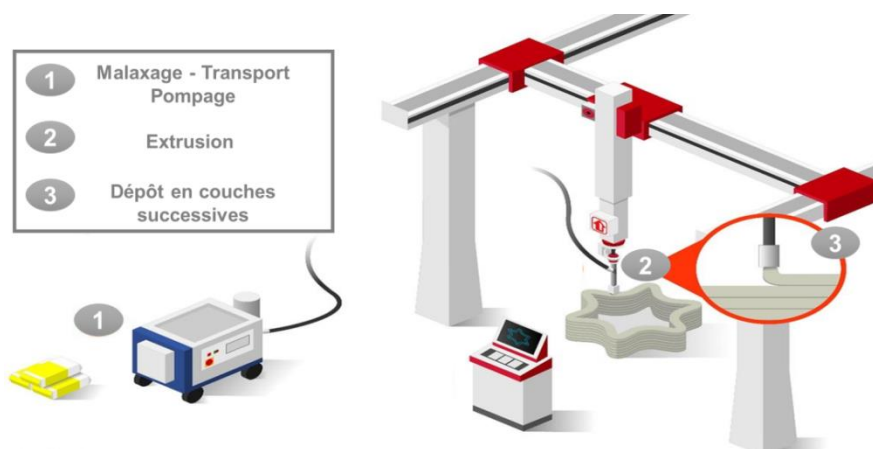 1 Malaxage - Transport
Pompage
2 Extrusion
3 Dépôt en couches
successives
1
2
3